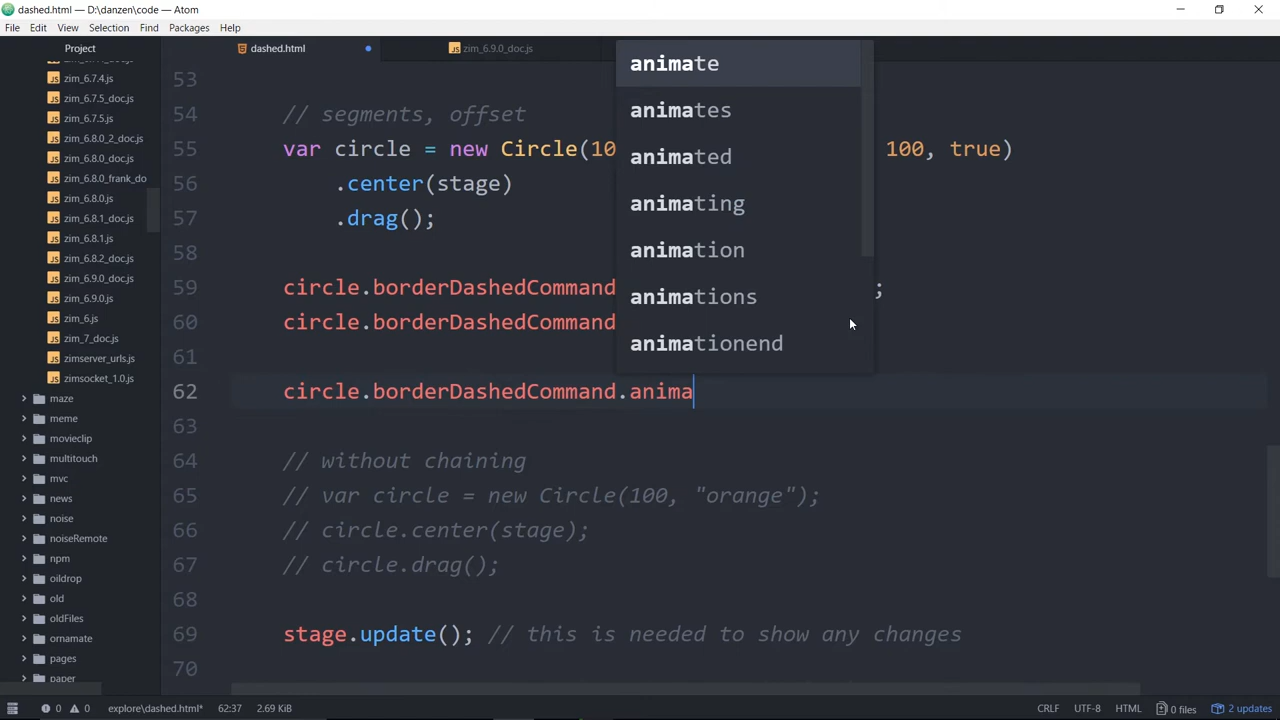 dashed.html — D:\danzen\code — Atom
File Edit View Selection Find Packages Help
Project
dashed.html
zim_6.9.0_doc.js
zim_6.7.4.js
zim_6.7.5_doc.js
zim_6.7.5.js
zim_6.8.0_2_doc.js
zim_6.8.0_doc.js
zim_6.8.0_frank_do
zim_6.8.0.js
zim_6.8.1_doc.js
zim_6.8.1.js
zim_6.8.2_doc.js
zim_6.9.0_doc.js
zim_6.9.0.js
zim_6.js
zim_7_doc.js
zimserver_urls.js
zimsocket_1.0.js
maze
meme
movieclip
multitouch
mvc
news
noise
noiseRemote
npm
oildrop
old
oldFiles
ornamate
pages
paper
53
54 // segments, offset
55 var circle = new Circle(10 100, true)
56 .center(stage)
57 .drag();
58
59 circle.borderDashedCommand ;
60 circle.borderDashedCommand
61
62 circle.borderDashedCommand.anima
63
64 // without chaining
65 // var circle = new Circle(100, "orange");
66 // circle.center(stage);
67 // circle.drag();
68
69 stage.update(); // this is needed to show any changes
70
animate
animates
animated
animating
animation
animations
animationend
0 0 explore\dashed.html* 62:37 2.69 KiB CRLF UTF-8 HTML 0 files 2 updates